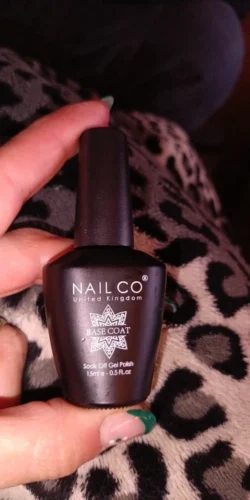 NAILCO®
United Kingdom
BASE COAT
Soak Off Gel Polish
15ml e - 0.5 Fl.oz